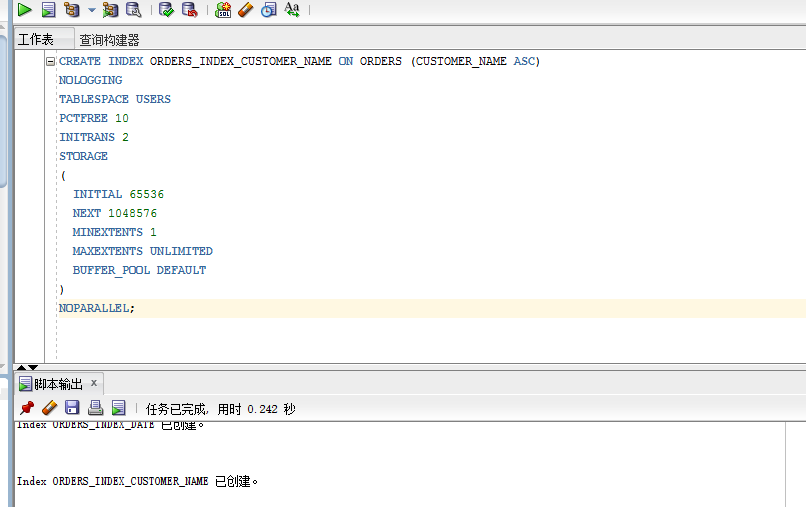 工作表 查询构建器
CREATE INDEX ORDERS_INDEX_CUSTOMER_NAME ON ORDERS (CUSTOMER_NAME ASC)
NOLOGGING
TABLESPACE USERS
PCTFREE 10
INITRANS 2
STORAGE
(
INITIAL 65536
NEXT 1048576
MINEXTENTS 1
MAXEXTENTS UNLIMITED
BUFFER_POOL DEFAULT
)
NOPARALLEL;
脚本输出 x
任务已完成, 用时 0.242 秒
Index ORDERS_INDEX_DATE 已创建。
Index ORDERS_INDEX_CUSTOMER_NAME 已创建。